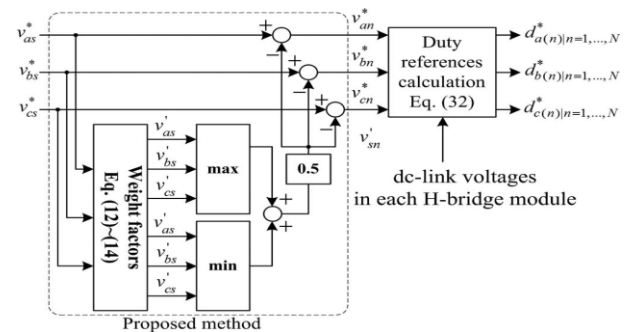 v*as
v*bs
v*cs
Weight factors
Eq. (12)~(14)
v'as
v'bs
v'cs
v'as
v'bs
v'cs
max
min
+
+
0.5
+
−
+
−
+
−
v*an
v*bn
v*cn
v'sn
Duty
references
calculation
Eq. (32)
d*a(n)|n=1,...,N
d*b(n)|n=1,...,N
d*c(n)|n=1,...,N
dc-link voltages
in each H-bridge module
Proposed method